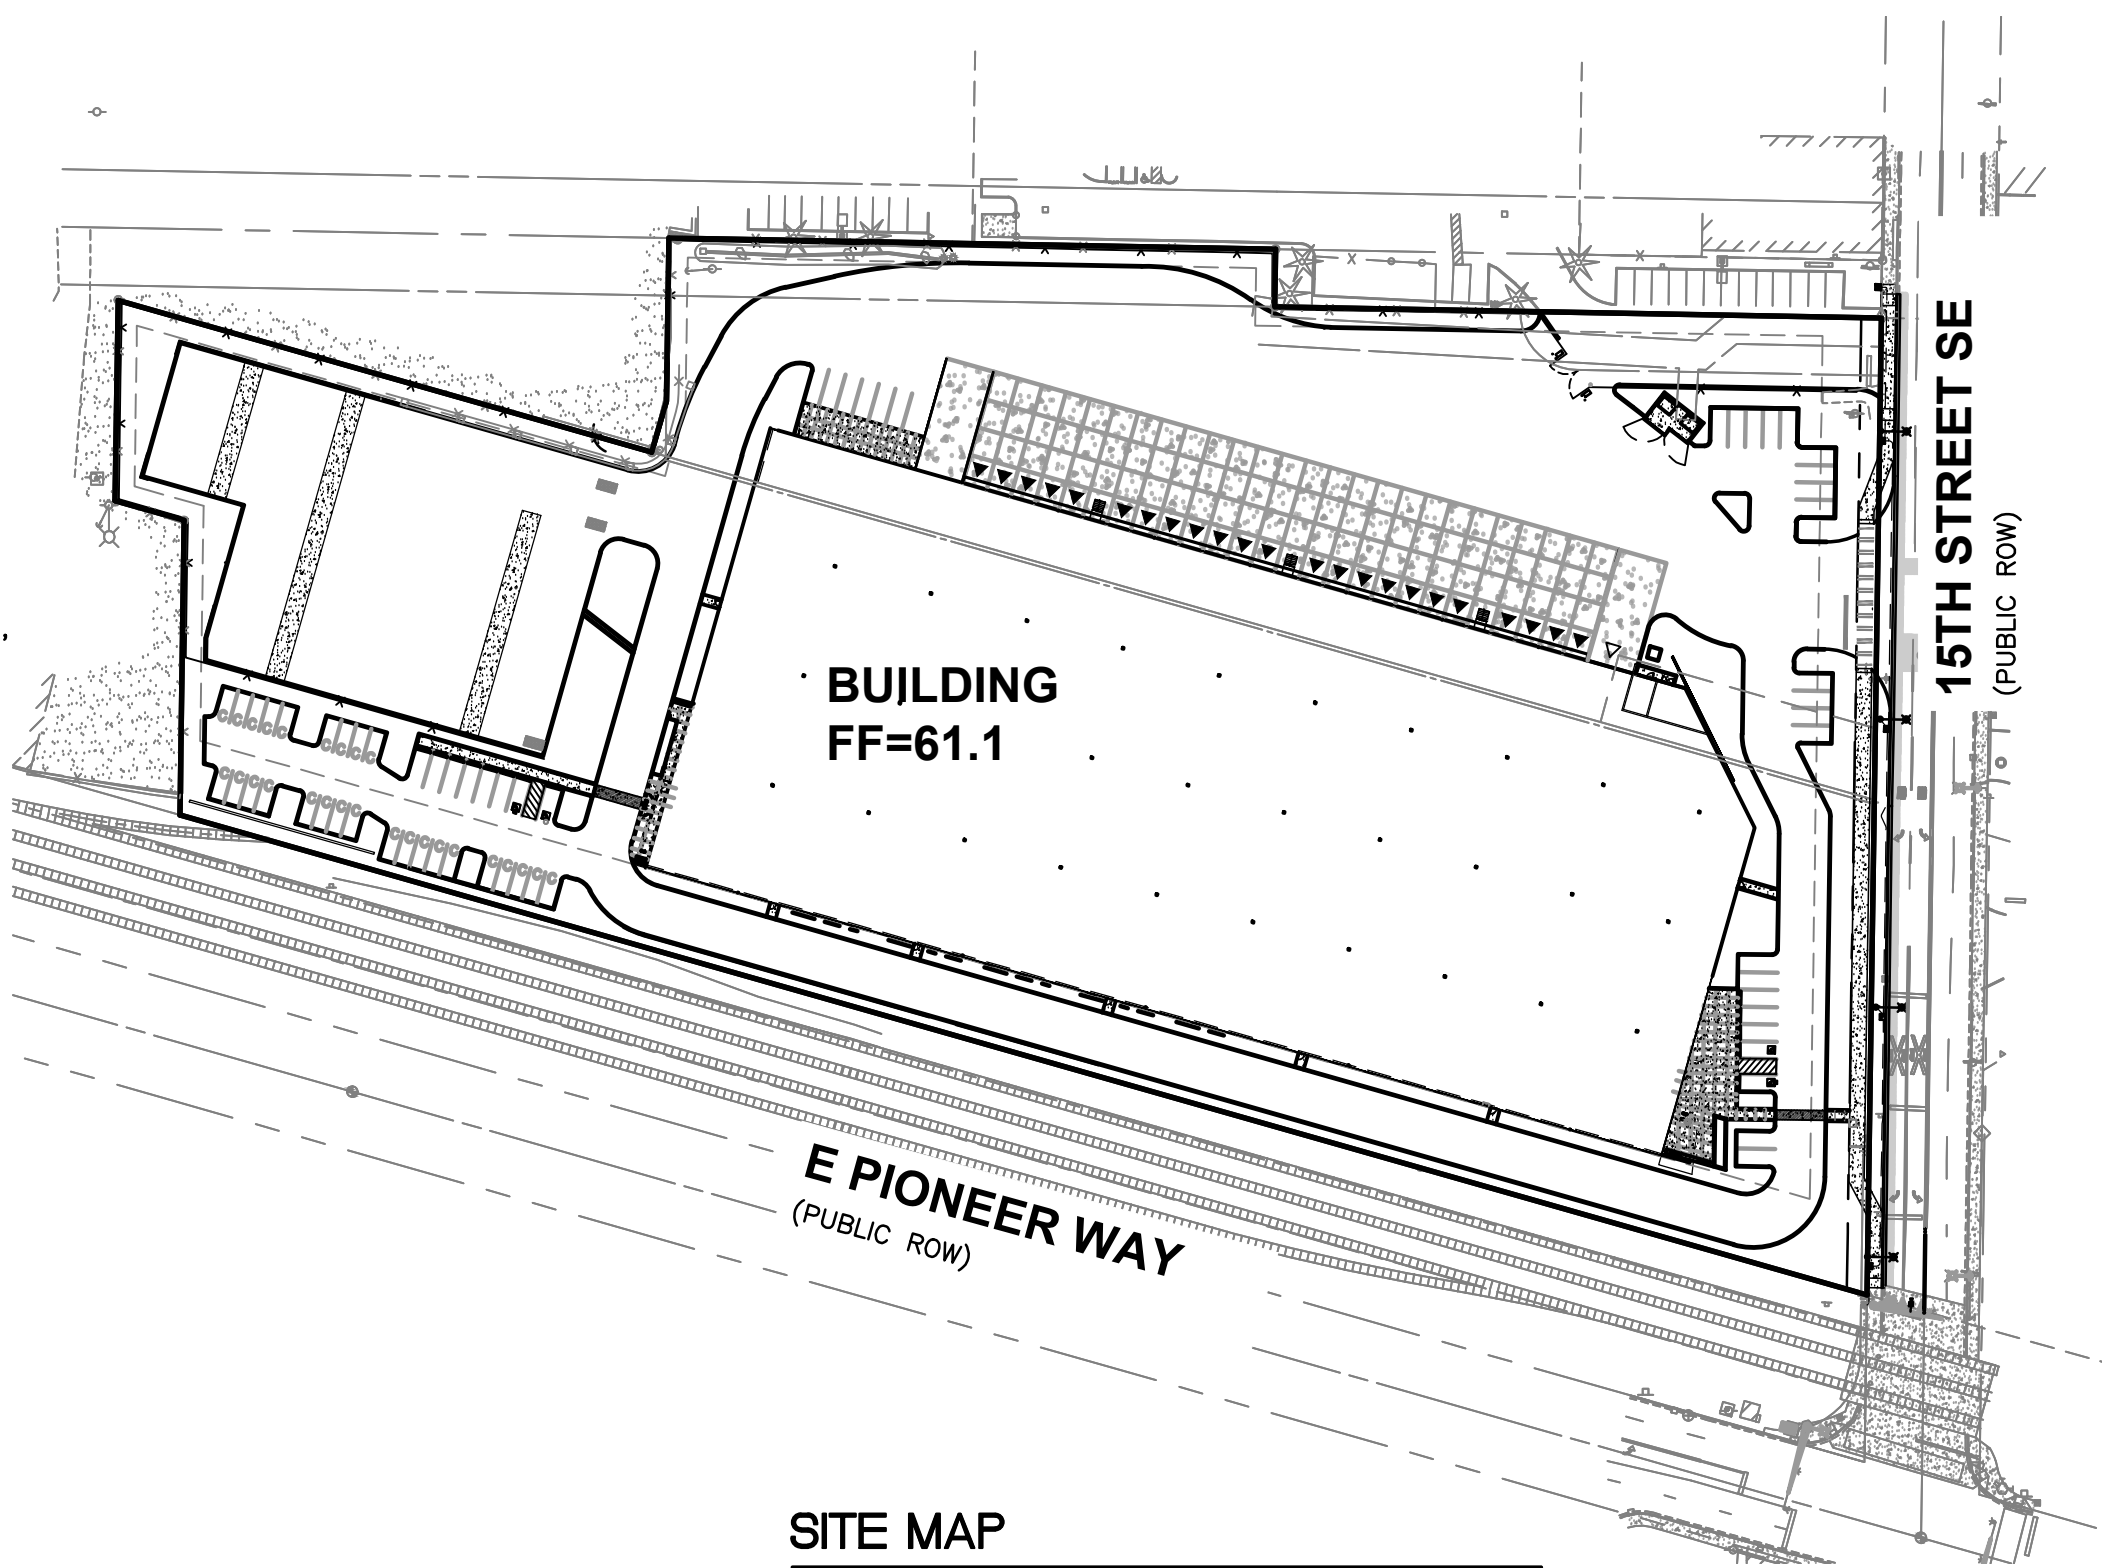 15TH STREET SE
(PUBLIC ROW)
BUILDING
FF=61.1
E PIONEER WAY
(PUBLIC ROW)
SITE MAP